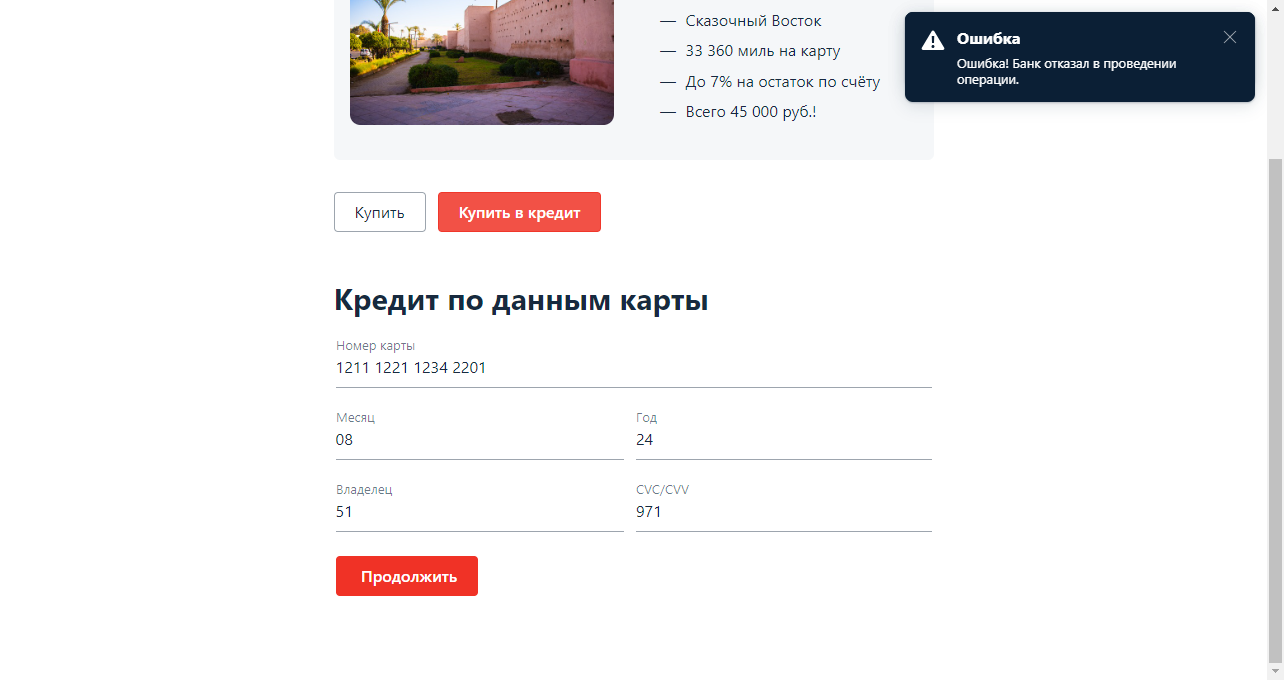 — Сказочный Восток
— 33 360 миль на карту
— До 7% на остаток по счёту
— Всего 45 000 руб.!
Ошибка
Ошибка! Банк отказал в проведении
операции.
Купить
Купить в кредит
Кредит по данным карты
Номер карты
1211 1221 1234 2201
Месяц
Год
08
24
Владелец
CVC/CVV
51
971
Продолжить